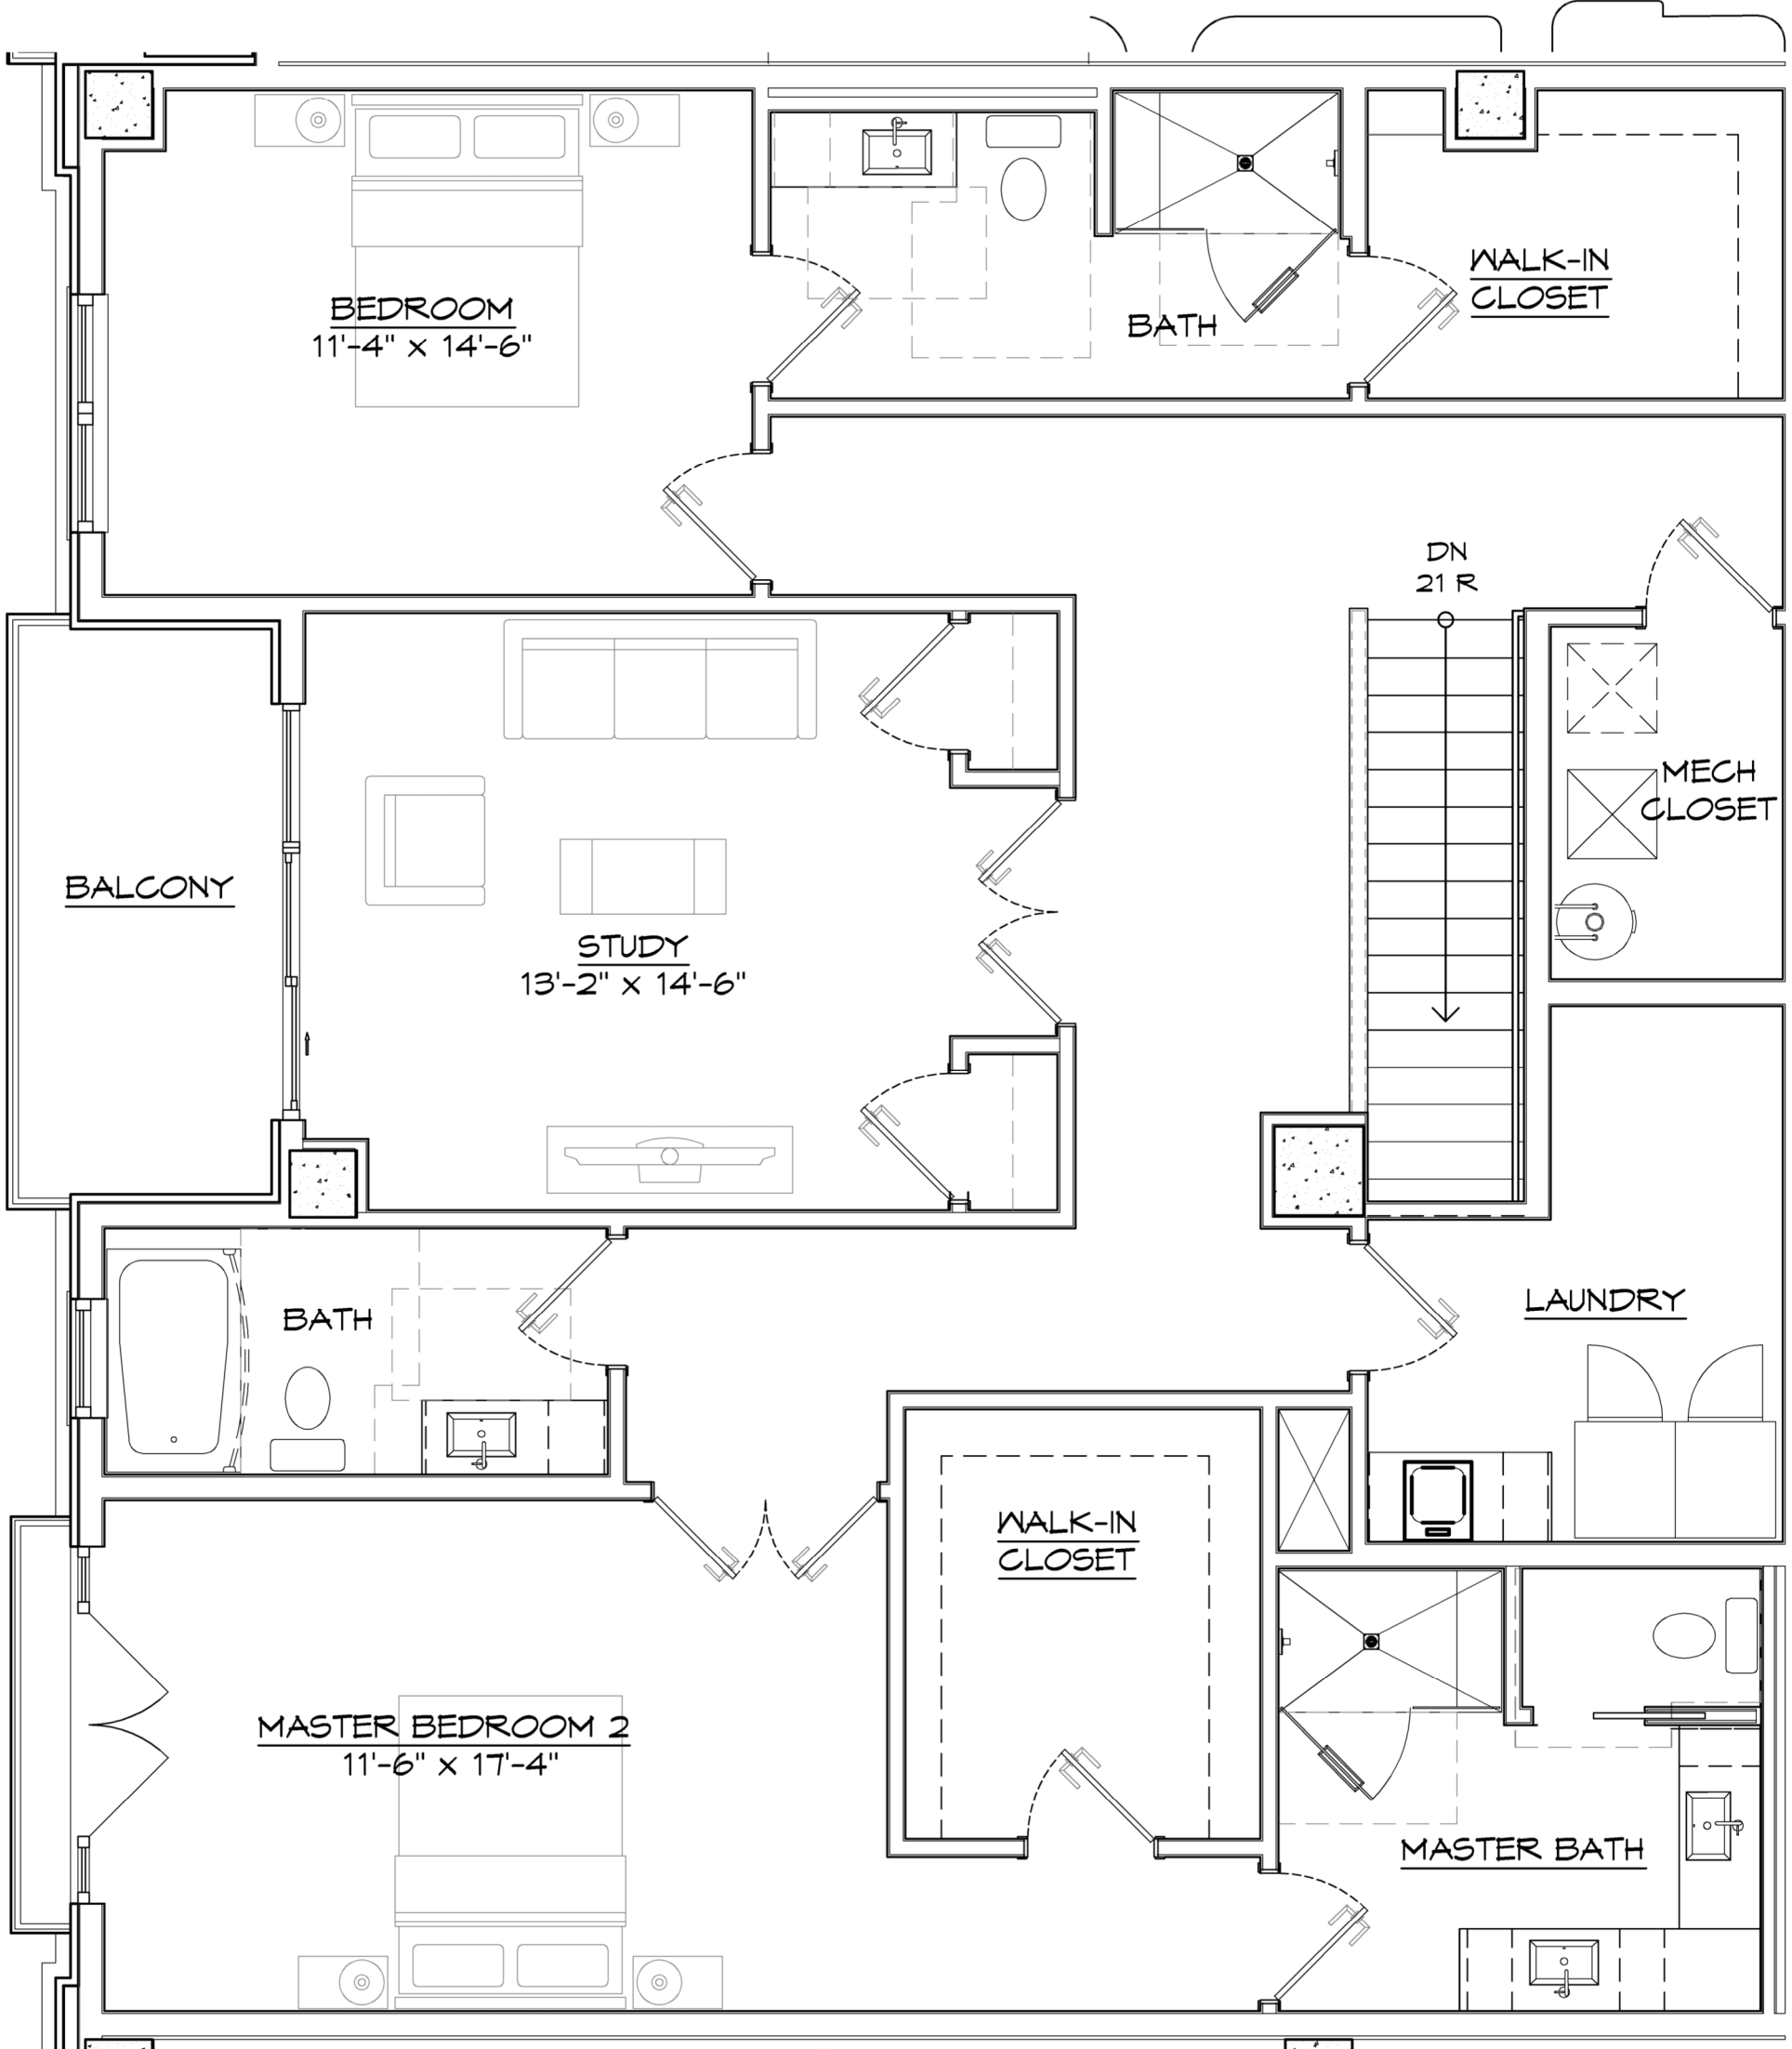 BEDROOM
11'-4" x 14'-6"
BATH
WALK-IN
CLOSET
DN
21 R
MECH
CLOSET
BALCONY
STUDY
13'-2" x 14'-6"
BATH
LAUNDRY
WALK-IN
CLOSET
MASTER BEDROOM 2
11'-6" x 17'-4"
MASTER BATH